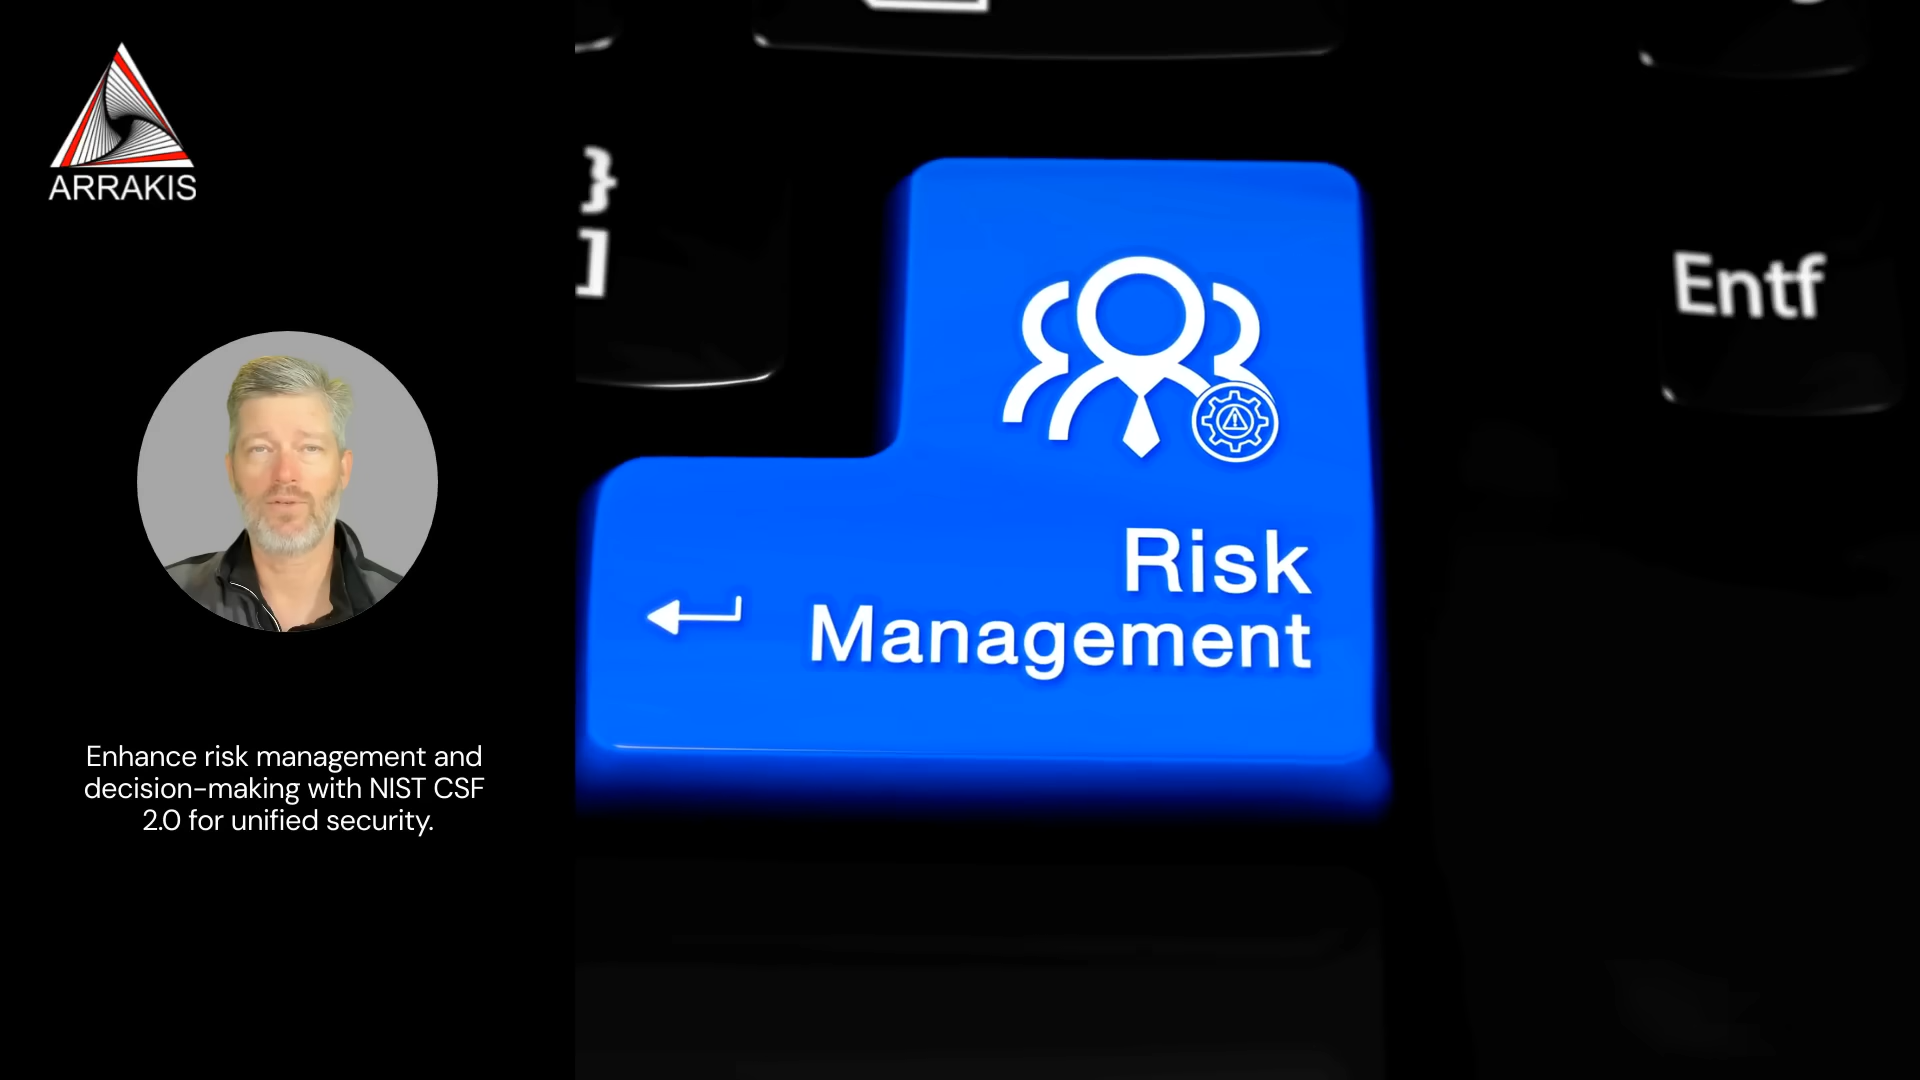 ARRAKIS
Enhance risk management and
decision-making with NIST CSF
2.0 for unified security.
}
]
Entf
Risk
Management